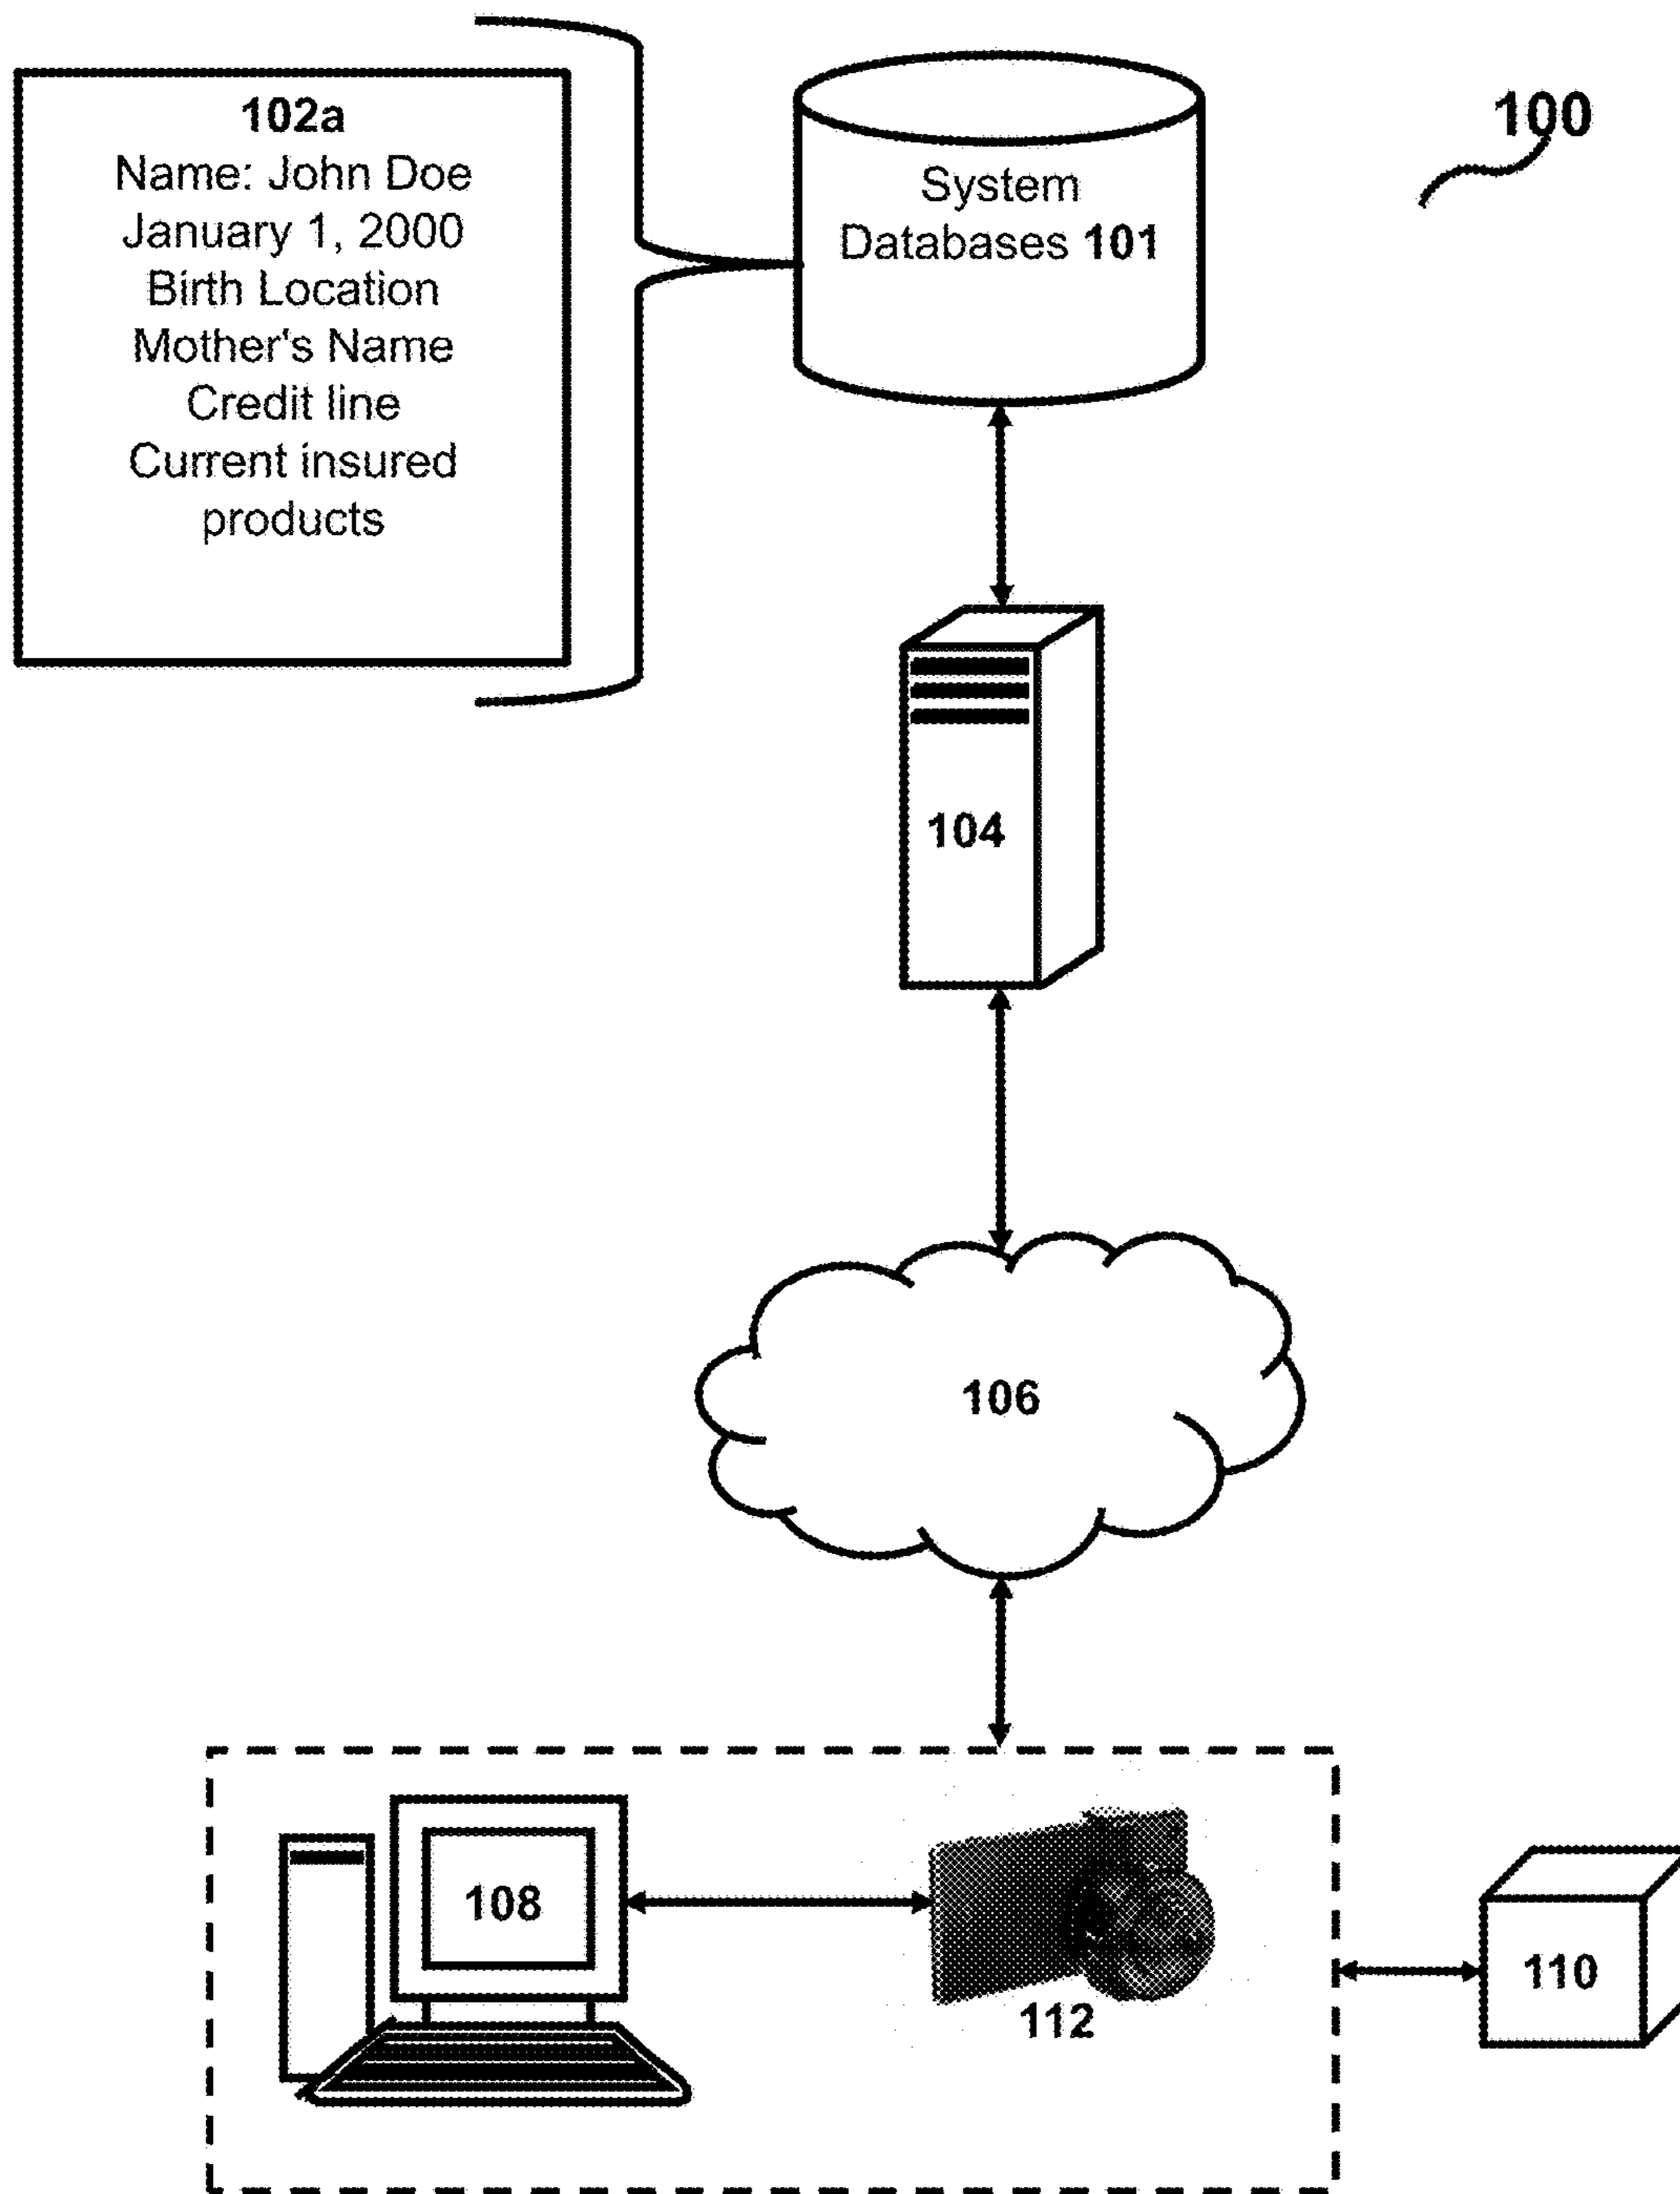 102a
Name: John Doe
January 1, 2000
Birth Location
Mother's Name
Credit line
Current insured
products
System
Databases 101
100
104
106
108
112
110